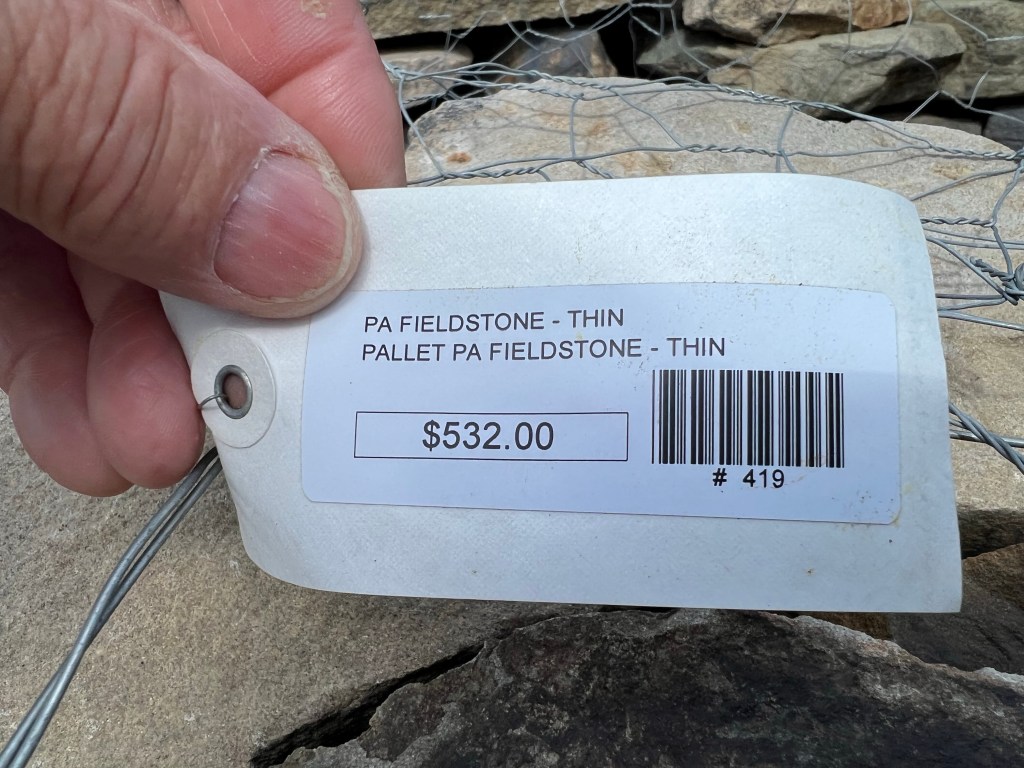 PA FIELDSTONE - THIN
PALLET PA FIELDSTONE - THIN
$532.00
# 419